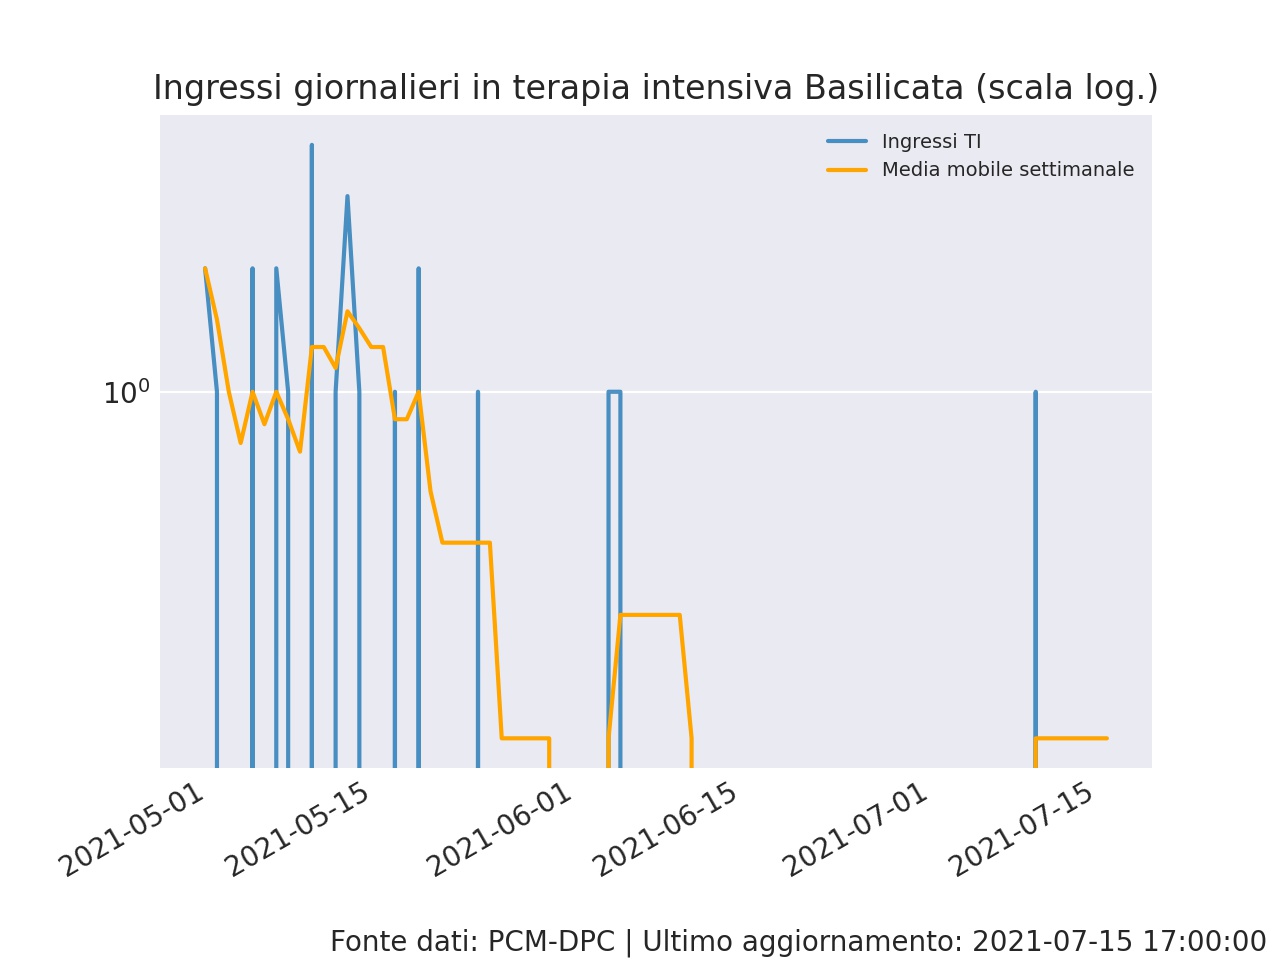 Ingressi giornalieri in terapia intensiva Basilicata (scala log.)
Ingressi TI
Media mobile settimanale
10⁰
2021-05-01
2021-05-15
2021-06-01
2021-06-15
2021-07-01
2021-07-15
Fonte dati: PCM-DPC | Ultimo aggiornamento: 2021-07-15 17:00:00